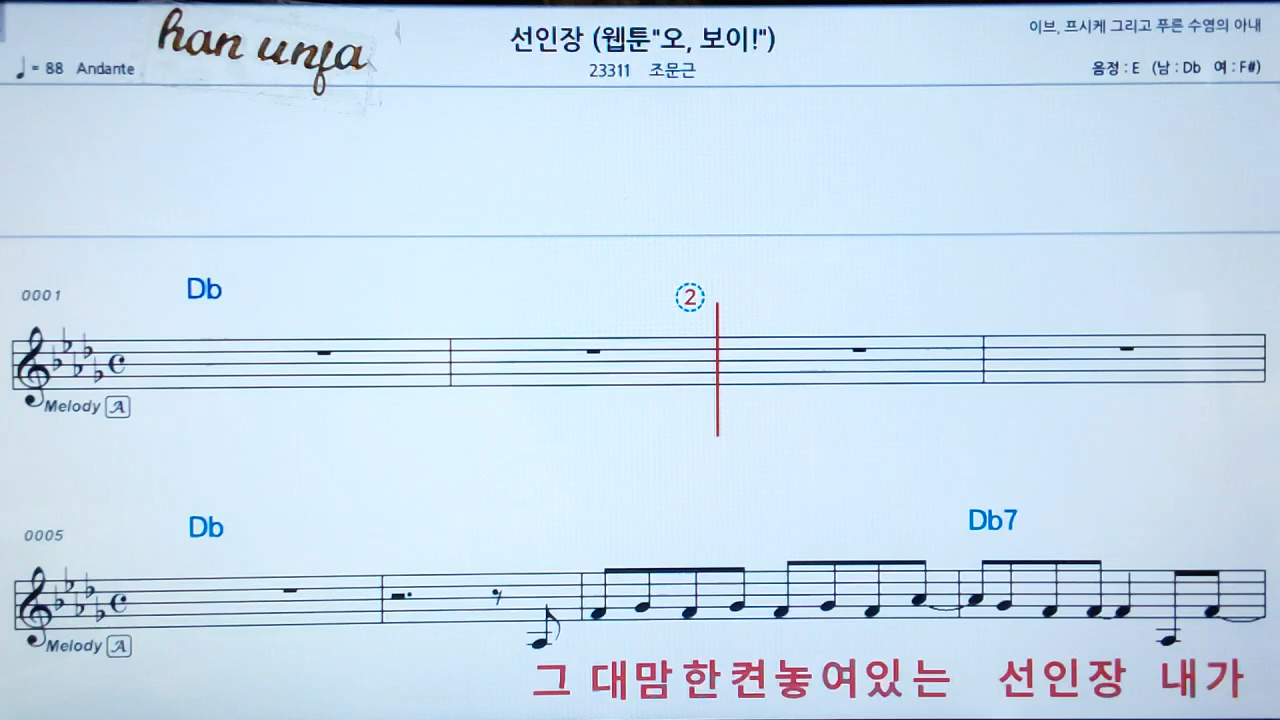 han unfa
선인장 (웹툰"오, 보이!")
이브, 프시케 그리고 푸른 수염의 아내
♩ = 88 Andante
23311 조문근
음정 : E (남 : Db 여 : F#)
0001 Db ②
Melody A
0005 Db Db7
Melody A
그 대맘한켠놓여있는 선인장 내가